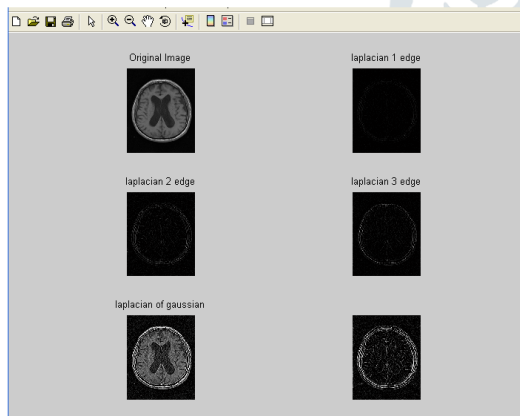 Original Image
laplacian 1 edge
laplacian 2 edge
laplacian 3 edge
laplacian of gaussian